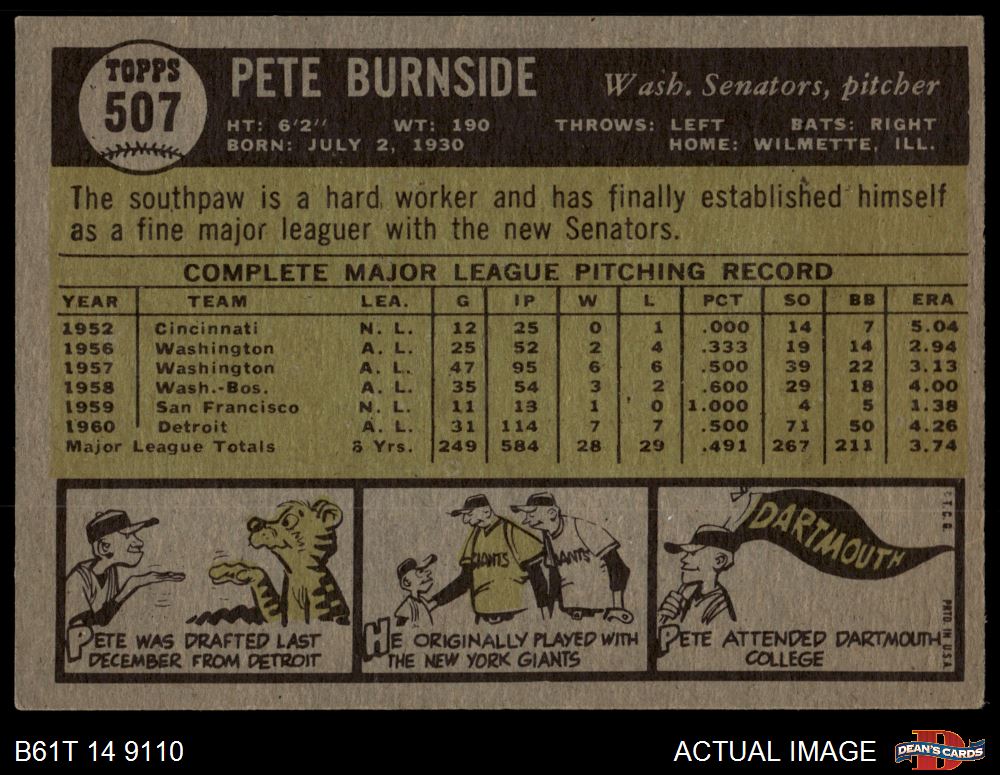 TOPPS
507
PETE BURNSIDE
Wash. Senators, pitcher
HT: 6'2" WT: 190 THROWS: LEFT BATS: RIGHT
BORN: JULY 2, 1930 HOME: WILMETTE, ILL.
The southpaw is a hard worker and has finally established himself
as a fine major leaguer with the new Senators.
COMPLETE MAJOR LEAGUE PITCHING RECORD
YEAR TEAM LEA. G IP W L PCT SO BB ERA
1952 Cincinnati N. L. 12 25 0 1 .000 14 7 5.04
1956 Washington A. L. 25 52 2 4 .333 19 14 2.94
1957 Washington A. L. 47 95 6 6 .500 39 22 3.13
1958 Wash.-Bos. A. L. 35 54 3 2 .600 29 18 4.00
1959 San Francisco N. L. 11 13 1 0 1.000 4 5 1.38
1960 Detroit A. L. 31 114 7 7 .500 71 50 4.26
Major League Totals 8 Yrs. 249 584 28 29 .491 267 211 3.74
GIANTS
ANTS
DARTMOUTH
© T.C.G.
PETE WAS DRAFTED LAST
DECEMBER FROM DETROIT
HE ORIGINALLY PLAYED WITH
THE NEW YORK GIANTS
PETE ATTENDED DARTMOUTH
COLLEGE
PRTD. IN U.S.A.
B61T 14 9110
ACTUAL IMAGE
D
DEAN'S CARDS